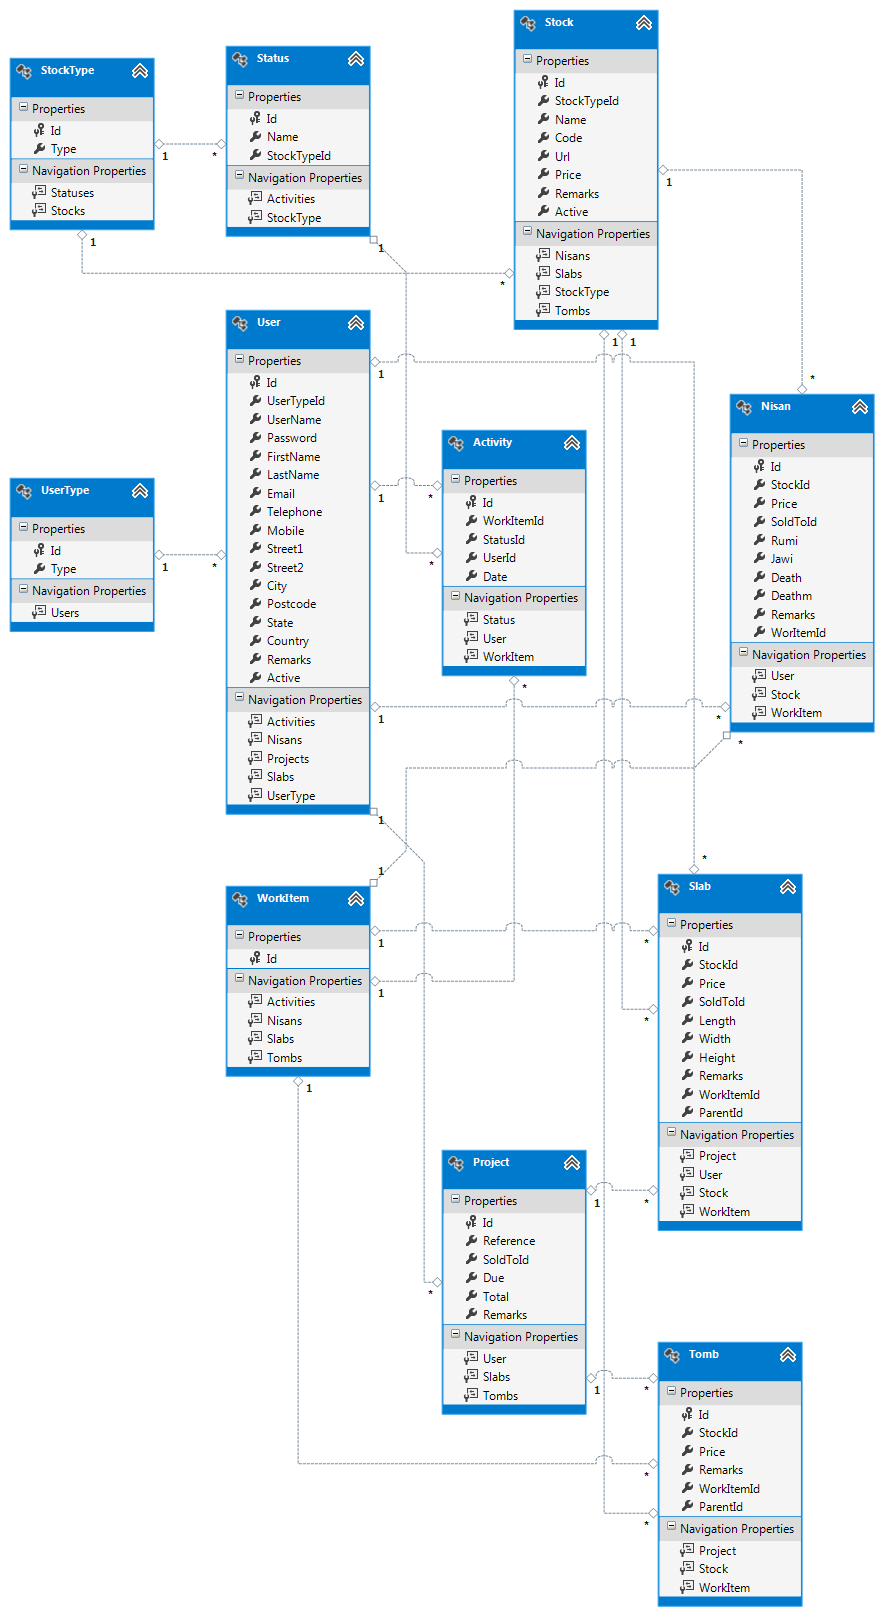 StockType
Properties
Id
Type
Navigation Properties
Statuses
Stocks
1
*
1
Status
Properties
Id
Name
StockTypeId
Navigation Properties
Activities
StockType
1
Stock
Properties
Id
StockTypeId
Name
Code
Url
Price
Remarks
Active
Navigation Properties
Nisans
Slabs
StockType
Tombs
1
*
1
1
*
User
Properties
Id
UserTypeId
UserName
Password
FirstName
LastName
Email
Telephone
Mobile
Street1
Street2
City
Postcode
State
Country
Remarks
Active
Navigation Properties
Activities
Nisans
Projects
Slabs
UserType
1
1
1
1
UserType
Properties
Id
Type
Navigation Properties
Users
1
*
Activity
Properties
Id
WorkItemId
StatusId
UserId
Date
Navigation Properties
Status
User
WorkItem
*
*
*
Nisan
Properties
Id
StockId
Price
SoldToId
Rumi
Jawi
Death
Deathm
Remarks
WorItemId
Navigation Properties
User
Stock
WorkItem
*
*
WorkItem
Properties
Id
Navigation Properties
Activities
Nisans
Slabs
Tombs
1
1
1
1
Slab
Properties
Id
StockId
Price
SoldToId
Length
Width
Height
Remarks
WorkItemId
ParentId
Navigation Properties
Project
User
Stock
WorkItem
*
*
*
*
Project
Properties
Id
Reference
SoldToId
Due
Total
Remarks
Navigation Properties
User
Slabs
Tombs
*
1
1
Tomb
Properties
Id
StockId
Price
Remarks
WorkItemId
ParentId
Navigation Properties
Project
Stock
WorkItem
*
*
*